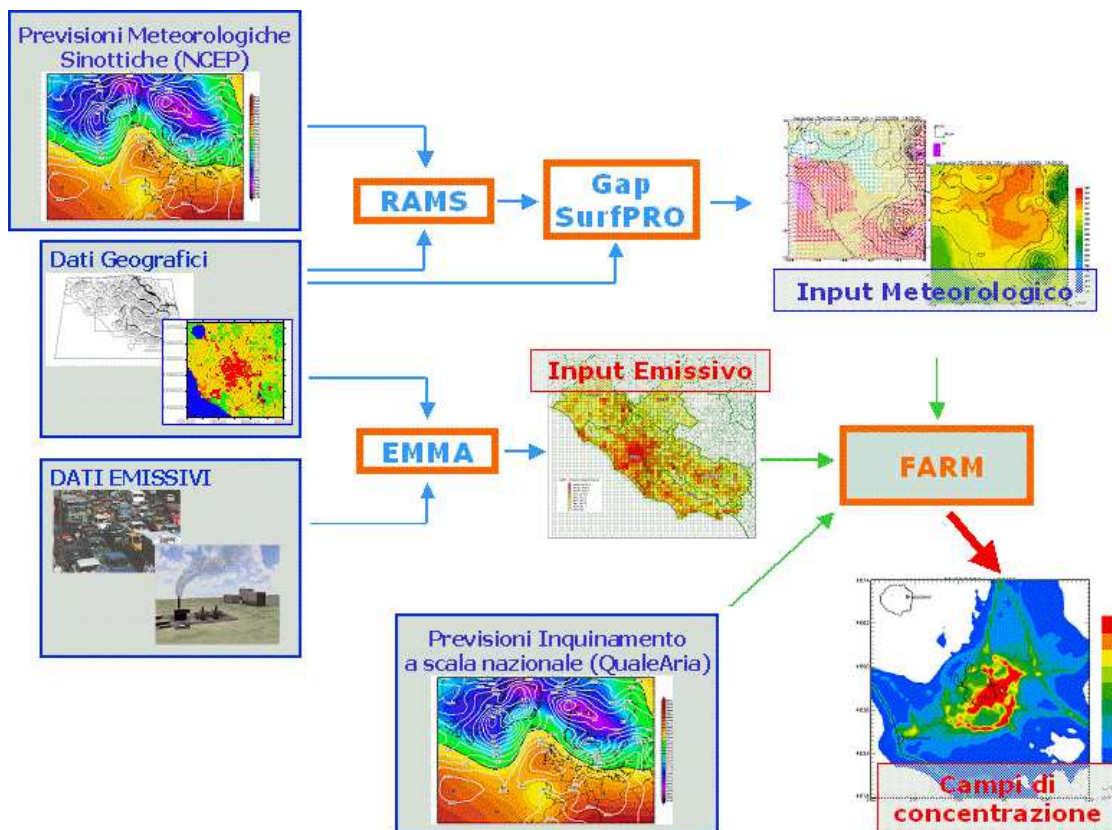 Previsioni Meteorologiche
Sinottiche (NCEP)
RAMS
Gap
SurfPRO
Input Meteorologico
Dati Geografici
Input Emissivo
EMMA
FARM
DATI EMISSIVI
Previsioni Inquinamento
a scala nazionale (QualeAria)
Campi di
concentrazione